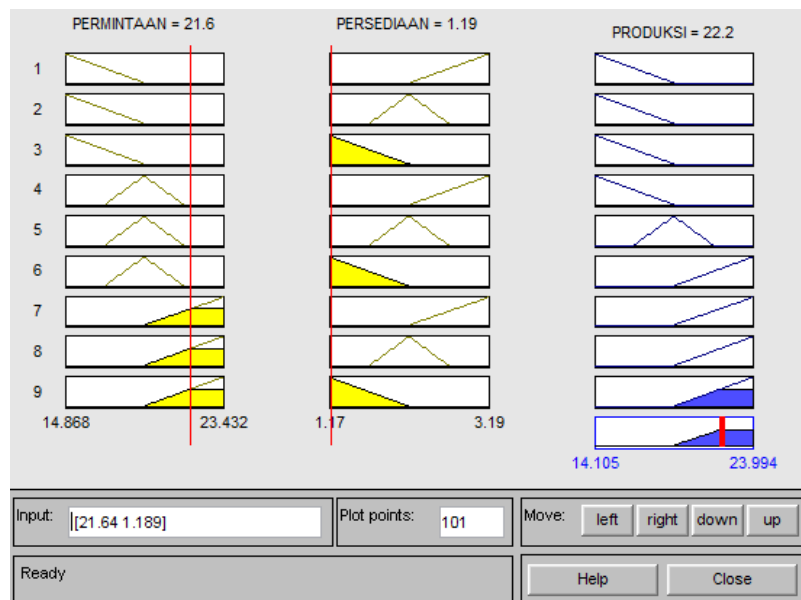 PERMINTAAN = 21.6
PERSEDIAAN = 1.19
PRODUKSI = 22.2
1
2
3
4
5
6
7
8
9
14.868 23.432
1.17 3.19
14.105 23.994
Input: [21.64 1.189]
Plot points: 101
Move: left right down up
Ready
Help Close